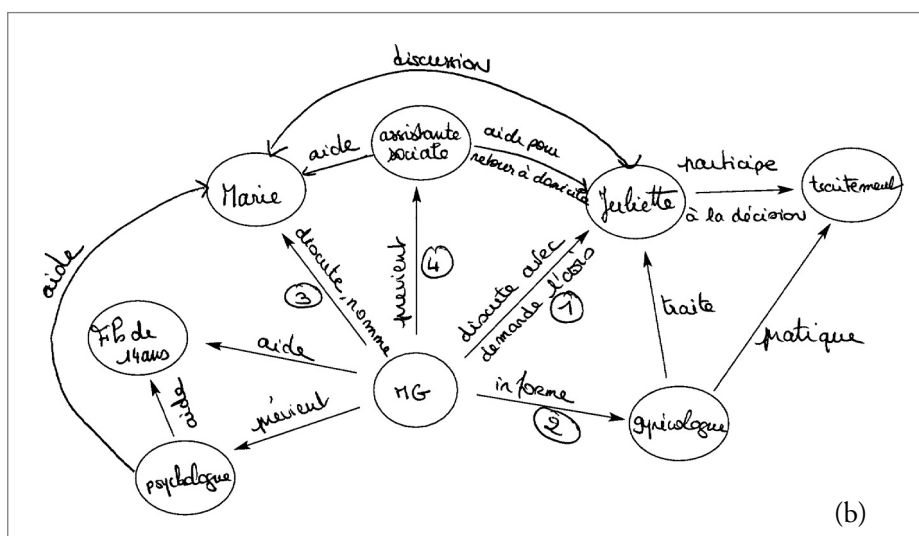 discussion
assistante
sociale
aide
aide pour
retour à domicile
Marie
Juliette
participe
à la décision
traitement
aide
discute, nomme
③
prévient
④
discute avec
demande l'avis
①
traite
pratique
Fils de
14 ans
aide
MG
informe
②
gynécologue
aide
prévient
psychologue
(b)